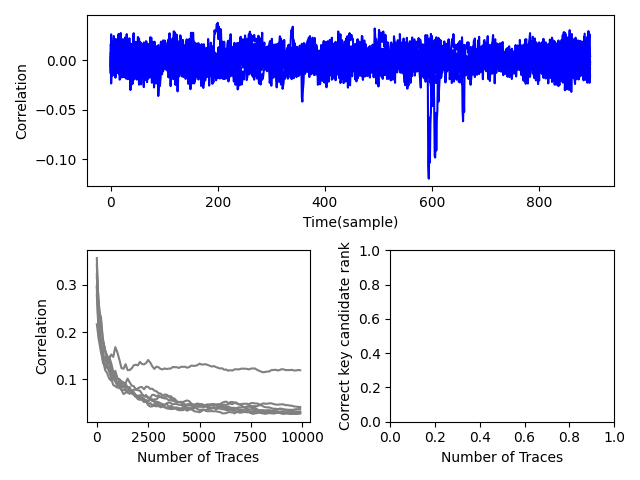 0.00
−0.05
−0.10
Correlation
0 200 400 600 800
Time(sample)
0.3
0.2
0.1
Correlation
0 2500 5000 7500 10000
Number of Traces
1.0
0.8
0.6
0.4
0.2
0.0
Correct key candidate rank
0.0 0.2 0.4 0.6 0.8 1.0
Number of Traces